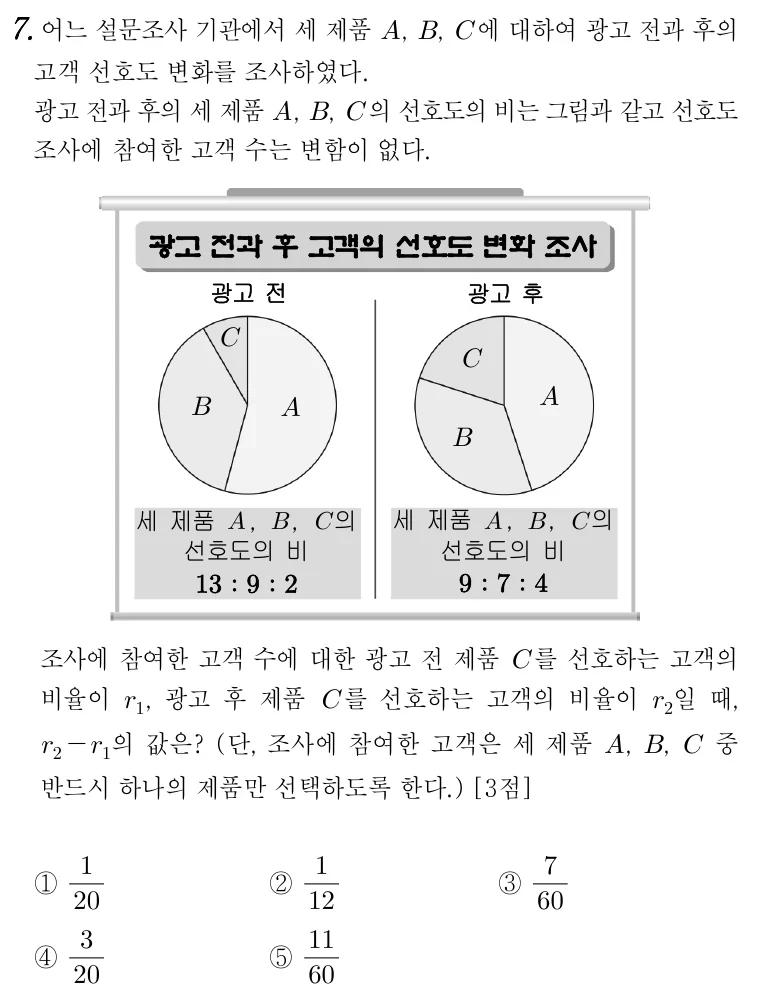 7. 어느 설문조사 기관에서 세 제품 A, B, C에 대하여 광고 전과 후의
고객 선호도 변화를 조사하였다.
광고 전과 후의 세 제품 A, B, C의 선호도의 비는 그림과 같고 선호도
조사에 참여한 고객 수는 변함이 없다.
광고 전과 후 고객의 선호도 변화 조사
광고 전
C
B
A
세 제품 A, B, C의
선호도의 비
13 : 9 : 2
광고 후
C
A
B
세 제품 A, B, C의
선호도의 비
9 : 7 : 4
조사에 참여한 고객 수에 대한 광고 전 제품 C를 선호하는 고객의
비율이 r₁, 광고 후 제품 C를 선호하는 고객의 비율이 r₂일 때,
r₂-r₁의 값은? (단, 조사에 참여한 고객은 세 제품 A, B, C 중
반드시 하나의 제품만 선택하도록 한다.) [3점]
① 1/20 ② 1/12 ③ 7/60
④ 3/20 ⑤ 11/60